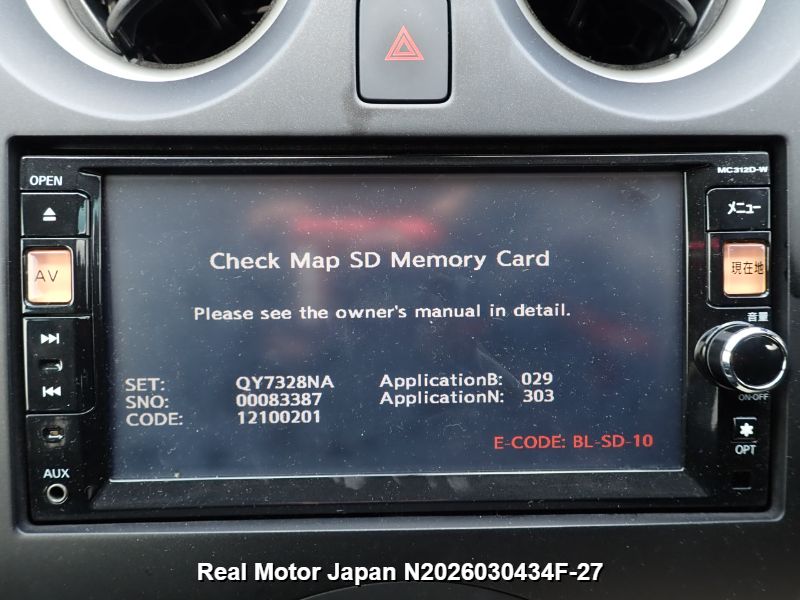 OPEN
MC312D-W
メニュー
AV
現在地
Check Map SD Memory Card
Please see the owner's manual in detail.
音量
SET: QY7328NA ApplicationB: 029
SNO: 00083387 ApplicationN: 303
CODE: 12100201
ON·OFF
E-CODE: BL-SD-10
OPT
AUX
Real Motor Japan N2026030434F-27